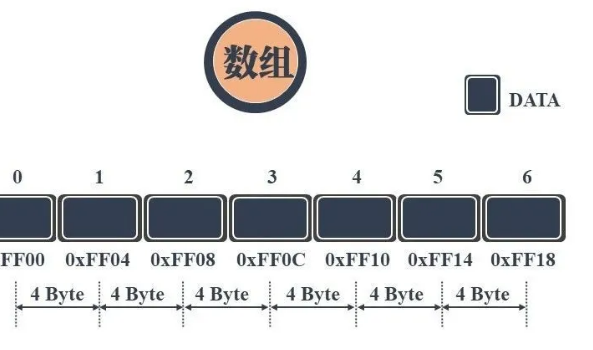 数组
DATA
0 1 2 3 4 5 6
FF00 0xFF04 0xFF08 0xFF0C 0xFF10 0xFF14 0xFF18
4 Byte 4 Byte 4 Byte 4 Byte 4 Byte 4 Byte